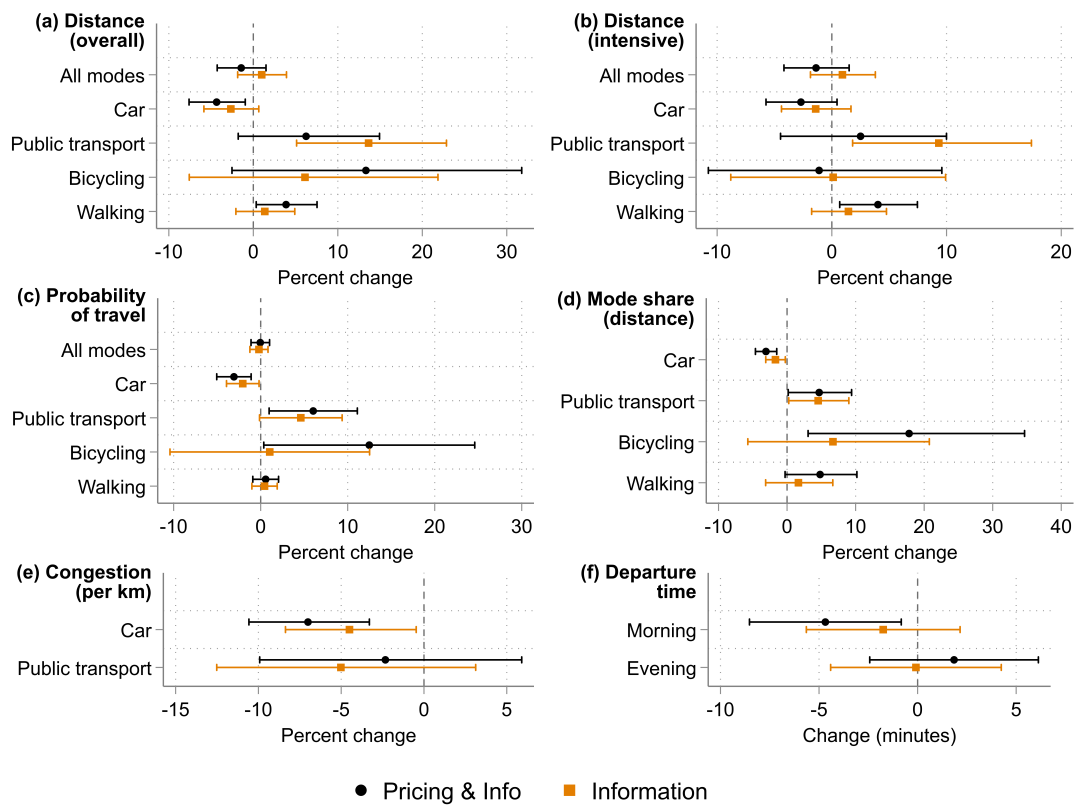 (a) Distance
(overall)
All modes
Car
Public transport
Bicycling
Walking
-10 0 10 20 30
Percent change
(b) Distance
(intensive)
All modes
Car
Public transport
Bicycling
Walking
-10 0 10 20
Percent change
(c) Probability
of travel
All modes
Car
Public transport
Bicycling
Walking
-10 0 10 20 30
Percent change
(d) Mode share
(distance)
Car
Public transport
Bicycling
Walking
-10 0 10 20 30 40
Percent change
(e) Congestion
(per km)
Car
Public transport
-15 -10 -5 0 5
Percent change
(f) Departure
time
Morning
Evening
-10 -5 0 5
Change (minutes)
Pricing & Info Information